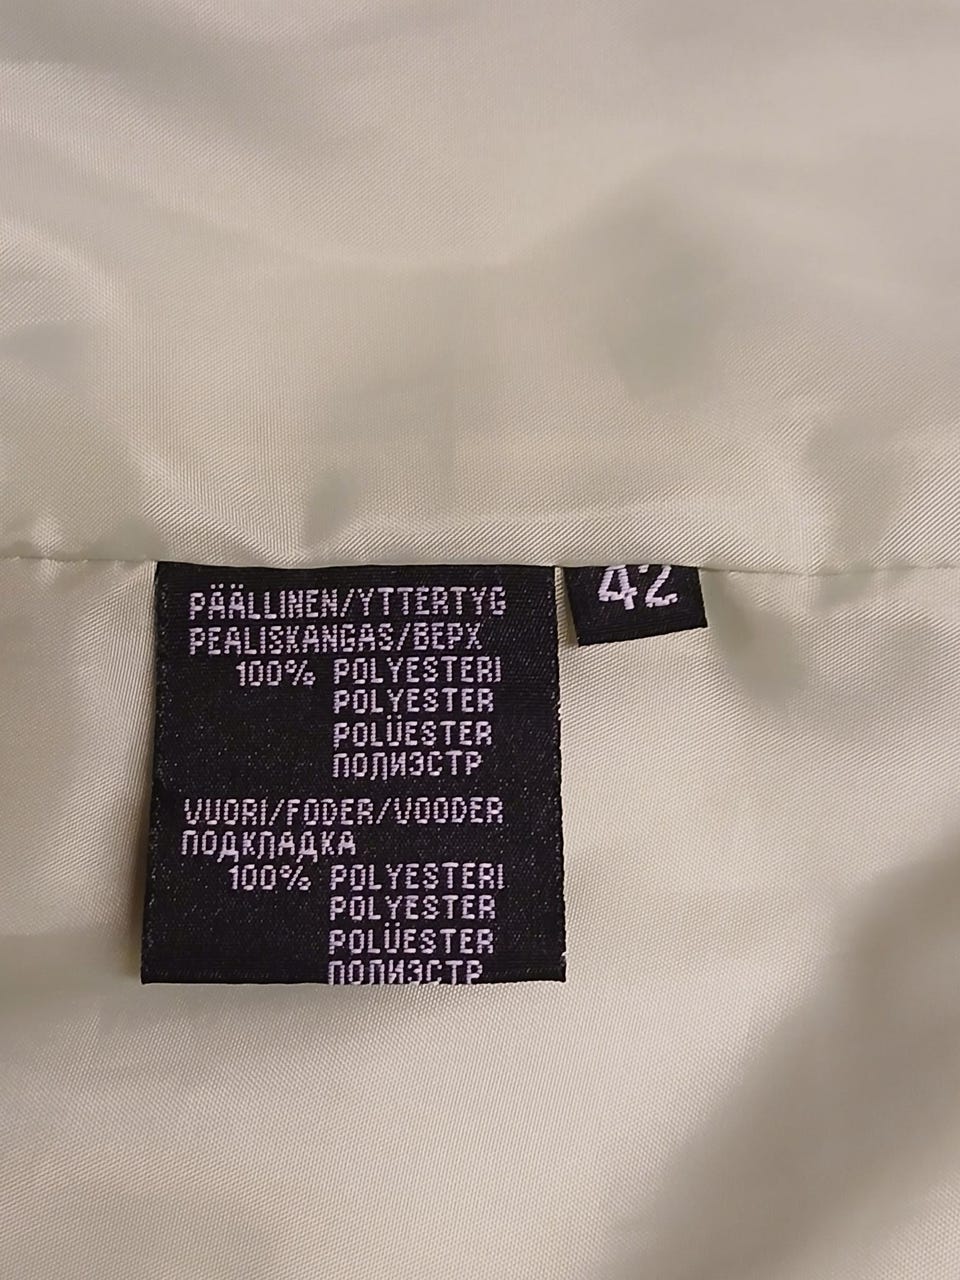 PÄÄLLINEN/YTTERTYG
PEALISKANGAS/ВЕРХ
100% POLYESTERI
POLYESTER
POLÜESTER
ПОЛИЭСТР
VUORI/FODER/VOODER
ПОДКЛАДКА
100% POLYESTERI
POLYESTER
POLÜESTER
ПОЛИЭСТР
42